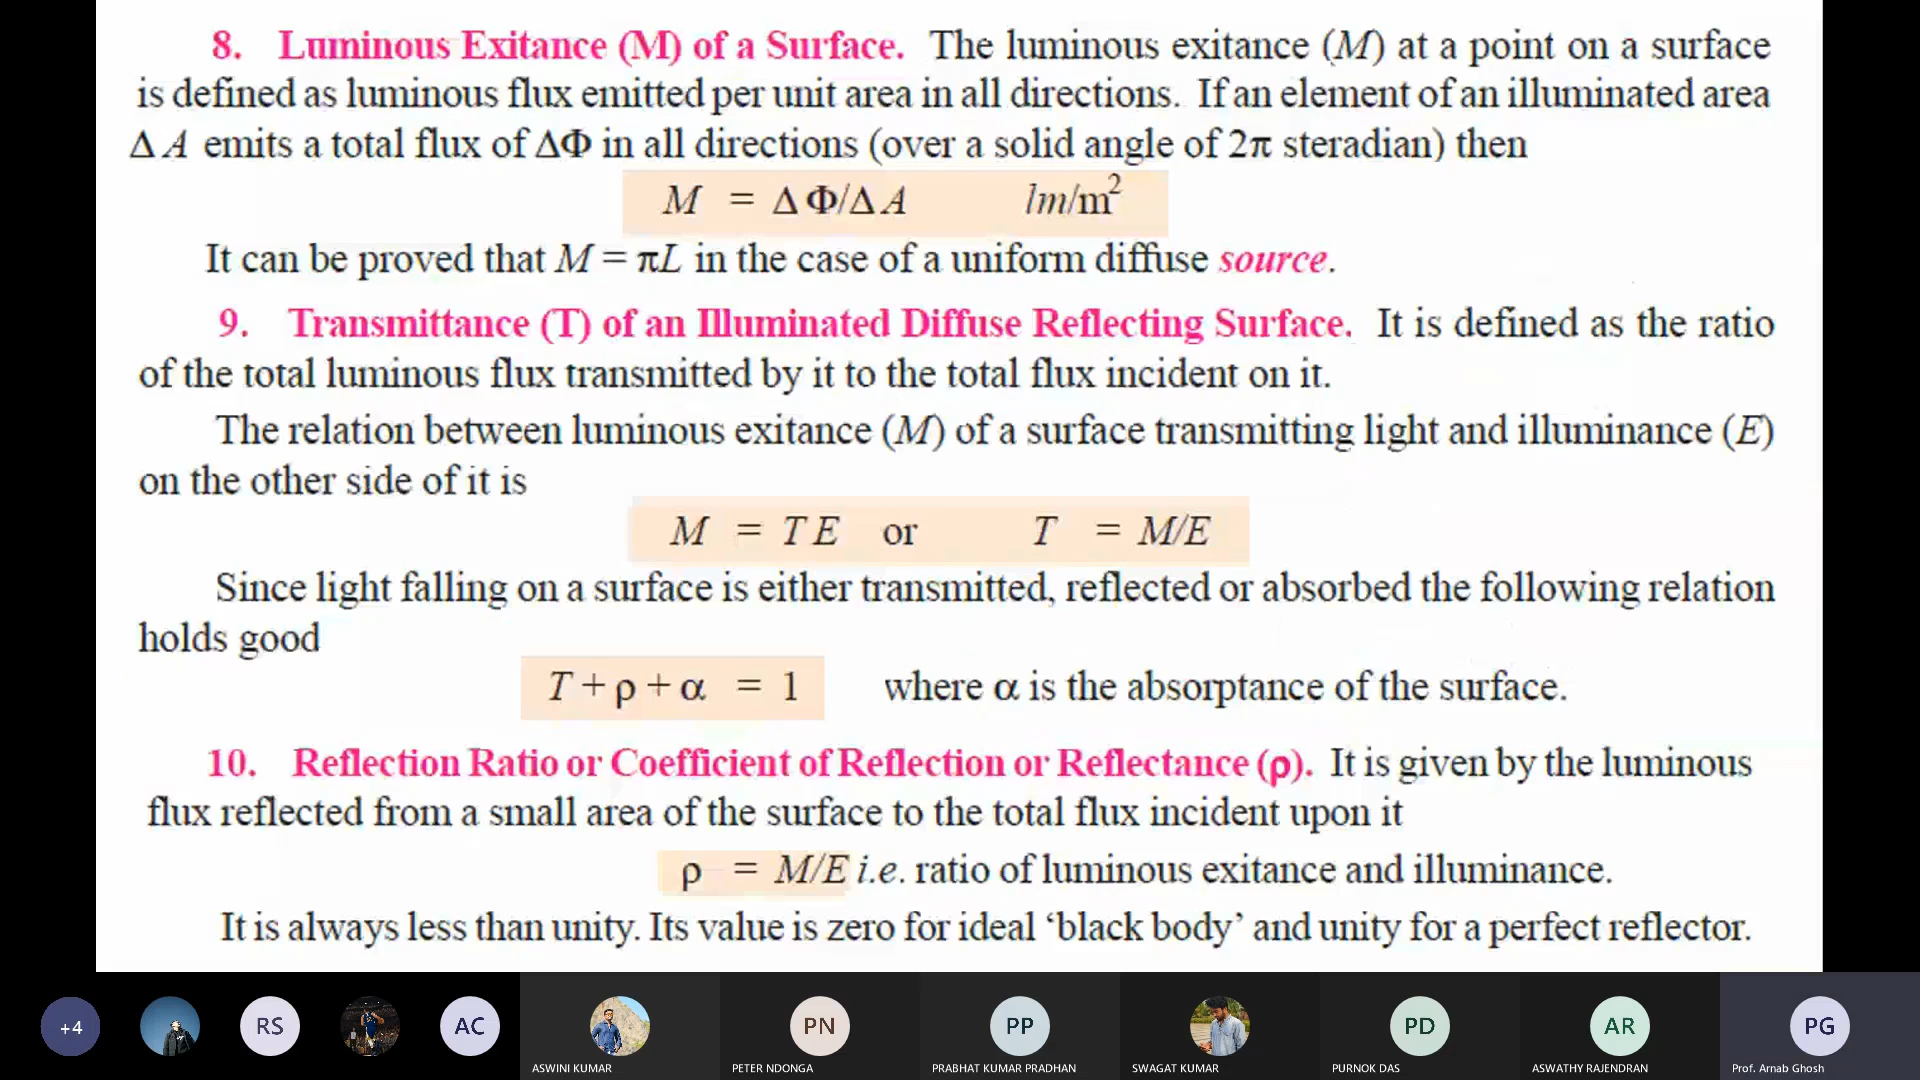 8. Luminous Exitance (M) of a Surface. The luminous exitance (M) at a point on a surface
is defined as luminous flux emitted per unit area in all directions. If an element of an illuminated area
Δ A emits a total flux of ΔΦ in all directions (over a solid angle of 2π steradian) then
M = Δ Φ/Δ A lm/m²
It can be proved that M = πL in the case of a uniform diffuse source.
9. Transmittance (T) of an Illuminated Diffuse Reflecting Surface. It is defined as the ratio
of the total luminous flux transmitted by it to the total flux incident on it.
The relation between luminous exitance (M) of a surface transmitting light and illuminance (E)
on the other side of it is
M = T E or T = M/E
Since light falling on a surface is either transmitted, reflected or absorbed the following relation
holds good
T + ρ + α = 1 where α is the absorptance of the surface.
10. Reflection Ratio or Coefficient of Reflection or Reflectance (ρ). It is given by the luminous
flux reflected from a small area of the surface to the total flux incident upon it
ρ = M/E i.e. ratio of luminous exitance and illuminance.
It is always less than unity. Its value is zero for ideal ‘black body’ and unity for a perfect reflector.
+4 RS AC PN PP PD AR PG
ASWINI KUMAR PETER NDONGA PRABHAT KUMAR PRADHAN SWAGAT KUMAR PURNOK DAS ASWATHY RAJENDRAN Prof. Arnab Ghosh